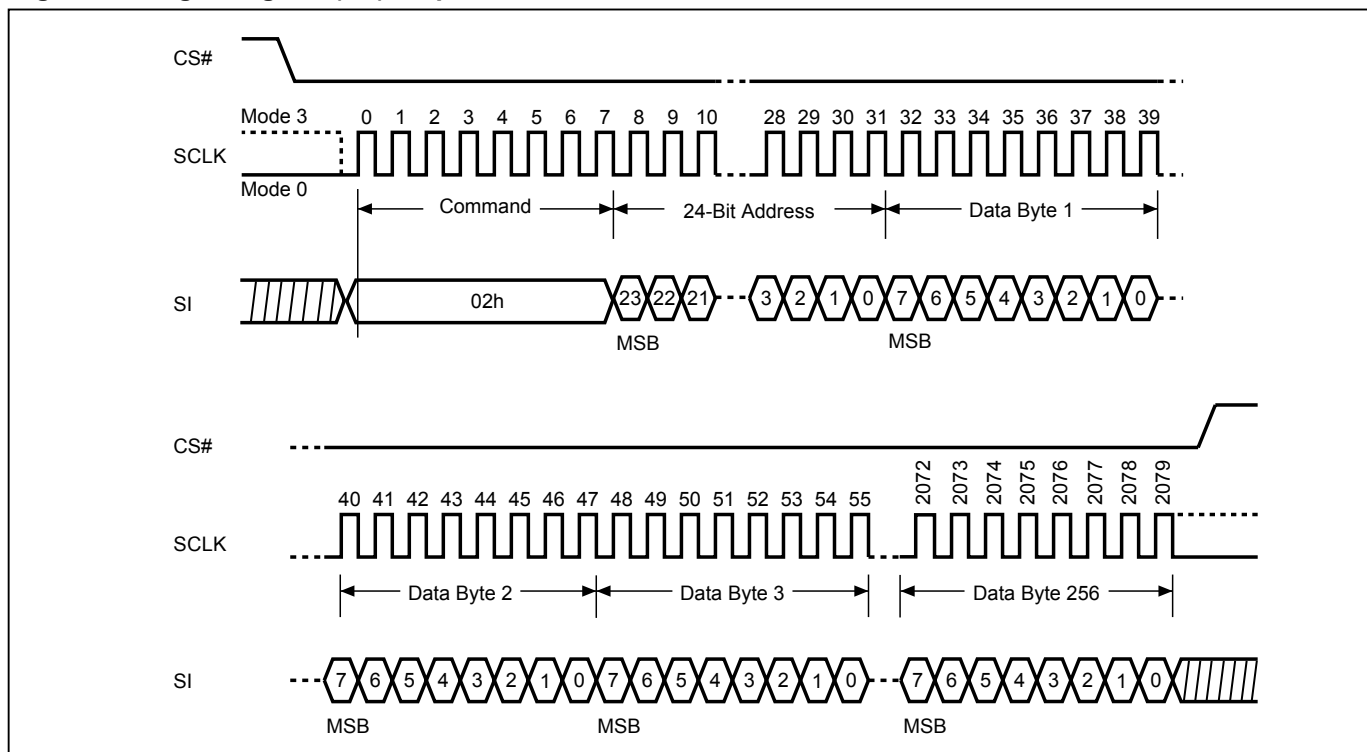 CS#
Mode 3
0 1 2 3 4 5 6 7 8 9 10 28 29 30 31 32 33 34 35 36 37 38 39
SCLK
Mode 0
Command 24-Bit Address Data Byte 1
SI 02h 23 22 21 3 2 1 0 7 6 5 4 3 2 1 0
MSB MSB
CS#
40 41 42 43 44 45 46 47 48 49 50 51 52 53 54 55 2072 2073 2074 2075 2076 2077 2078 2079
SCLK
Data Byte 2 Data Byte 3 Data Byte 256
SI 7 6 5 4 3 2 1 0 7 6 5 4 3 2 1 0 7 6 5 4 3 2 1 0
MSB MSB MSB